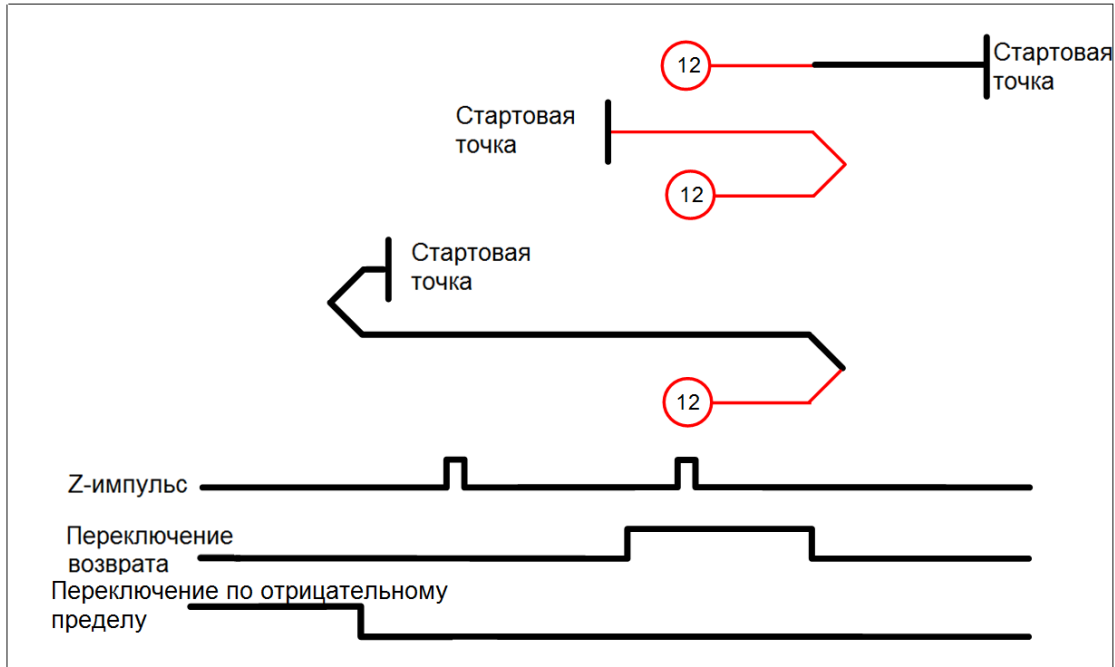 12
Стартовая
точка
Стартовая
точка
12
Стартовая
точка
12
Z-импульс
Переключение
возврата
Переключение по отрицательному
пределу